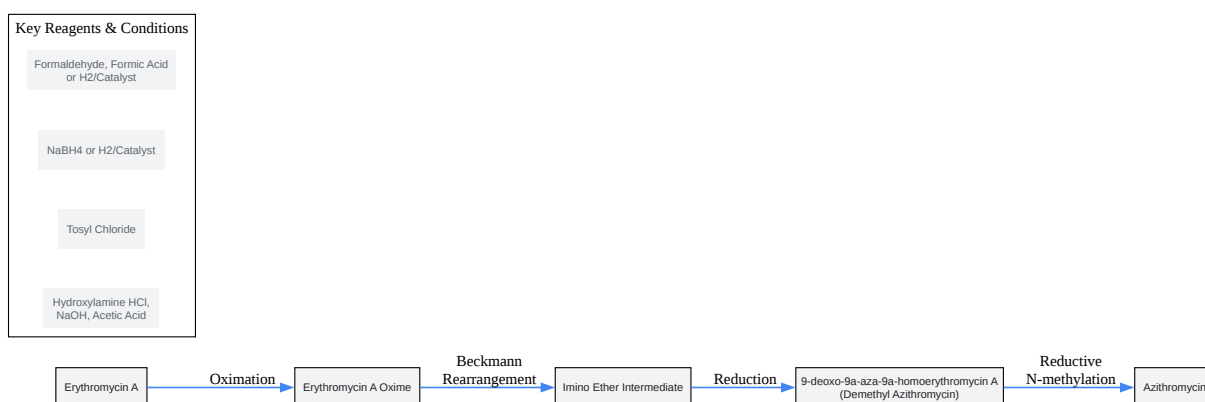 Key Reagents & Conditions
Formaldehyde, Formic Acid
or H2/Catalyst
NaBH4 or H2/Catalyst
Tosyl Chloride
Hydroxylamine HCl,
NaOH, Acetic Acid
Erythromycin A
Oximation
Erythromycin A Oxime
Beckmann
Rearrangement
Imino Ether Intermediate
Reduction
9-deoxo-9a-aza-9a-homoerythromycin A
(Demethyl Azithromycin)
Reductive
N-methylation
Azithromycin